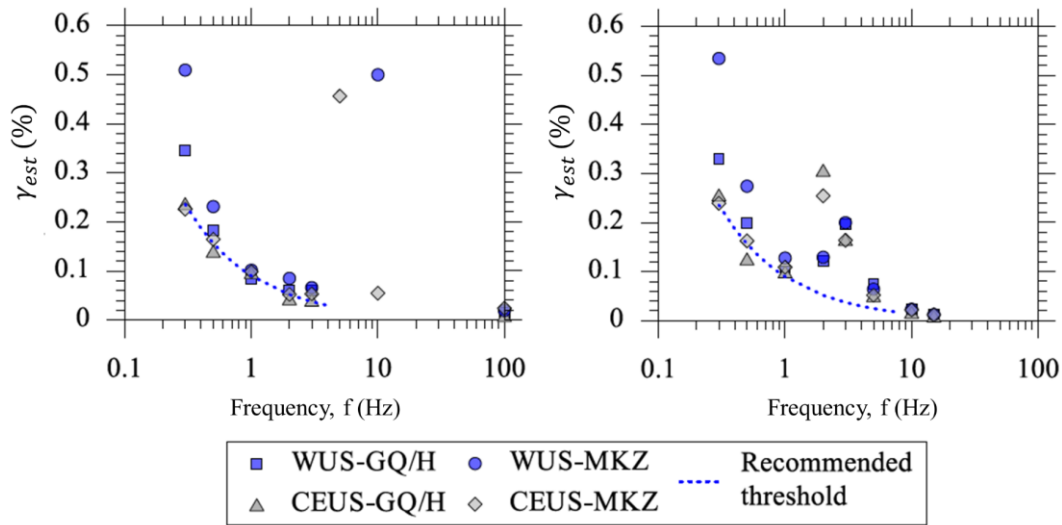 0.6 0.6
0.5 0.5
0.4 0.4
γest (%) γest (%)
0.3 0.3
0.2 0.2
0.1 0.1
0 0
0.1 1 10 100 0.1 1 10 100
Frequency, f (Hz) Frequency, f (Hz)
WUS-GQ/H WUS-MKZ Recommended
CEUS-GQ/H CEUS-MKZ threshold